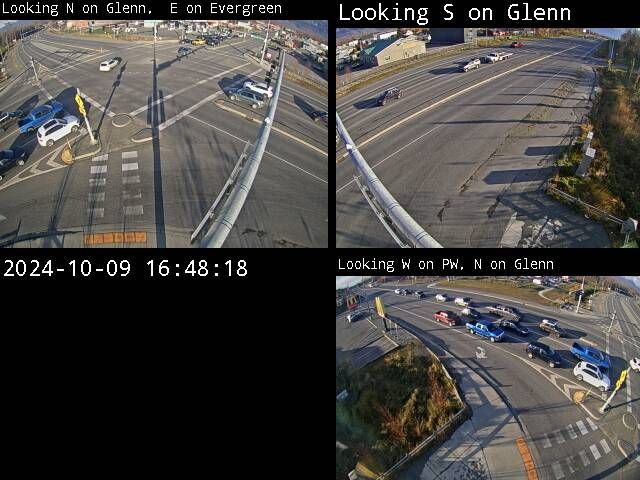 Looking N on Glenn,  E on Evergreen
Looking S on Glenn
2024-10-09 16:48:18
Looking W on PW, N on Glenn